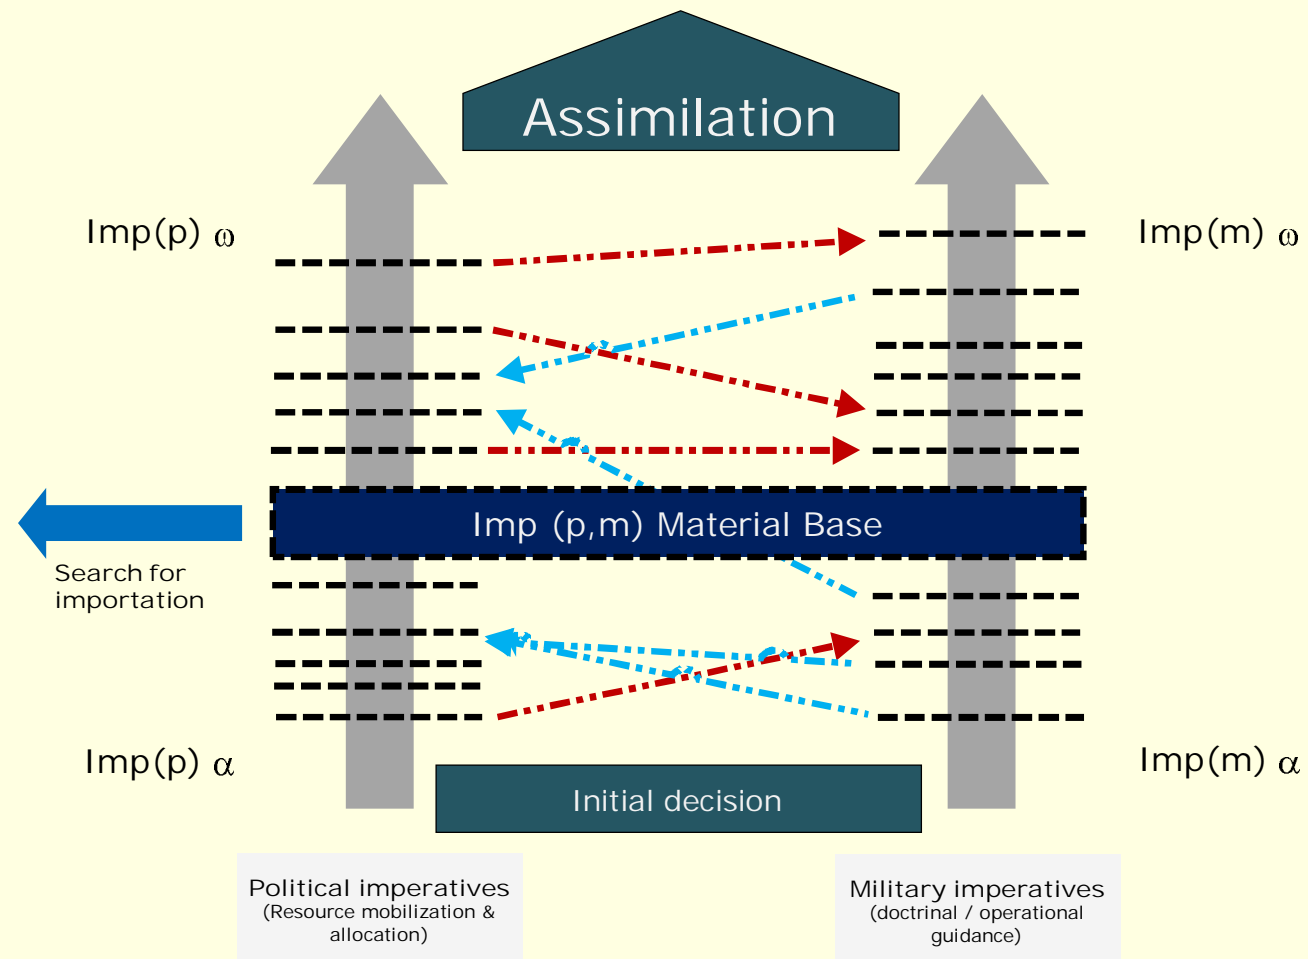 Assimilation
Imp(p) ω
Imp(m) ω
Imp (p,m) Material Base
Search for
importation
Imp(p) α
Imp(m) α
Initial decision
Political imperatives
(Resource mobilization &
allocation)
Military imperatives
(doctrinal / operational
guidance)